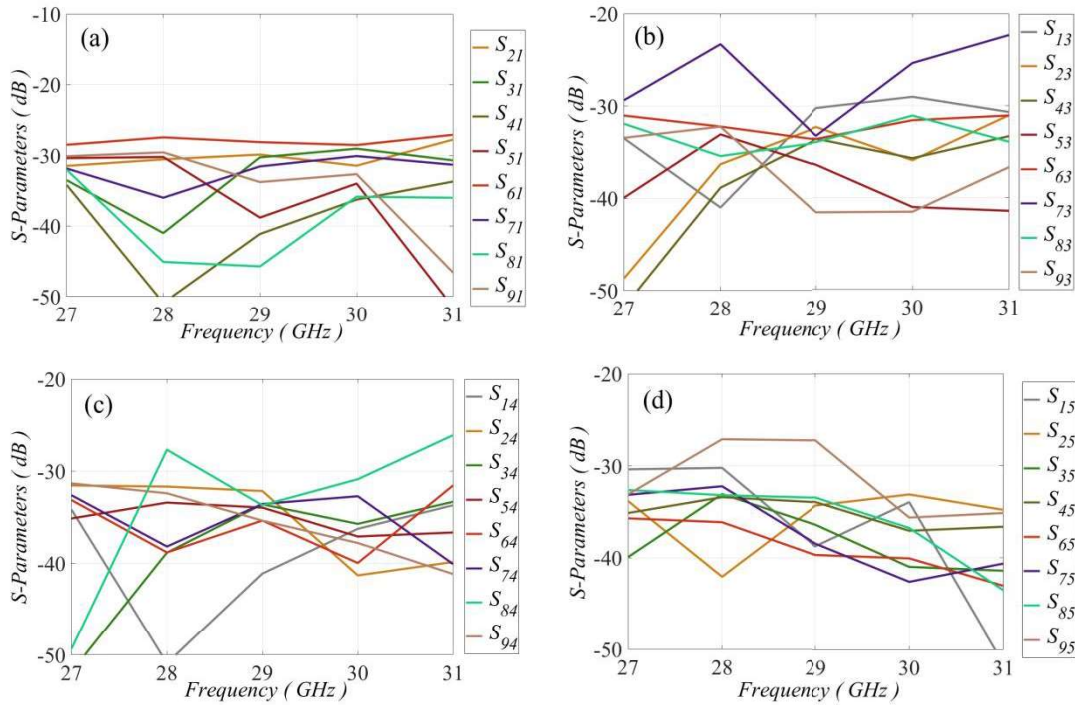 (a)
-10
-20
-30
-40
-50
S-Parameters ( dB )
27 28 29 30 31
Frequency ( GHz )
S21
S31
S41
S51
S61
S71
S81
S91
(b)
-20
-30
-40
-50
S-Parameters ( dB )
27 28 29 30 31
Frequency ( GHz )
S13
S23
S43
S53
S63
S73
S83
S93
(c)
-20
-30
-40
-50
S-Parameters ( dB )
27 28 29 30 31
Frequency ( GHz )
S14
S24
S34
S54
S64
S74
S84
S94
(d)
-20
-30
-40
-50
S-Parameters ( dB )
27 28 29 30 31
Frequency ( GHz )
S15
S25
S35
S45
S65
S75
S85
S95